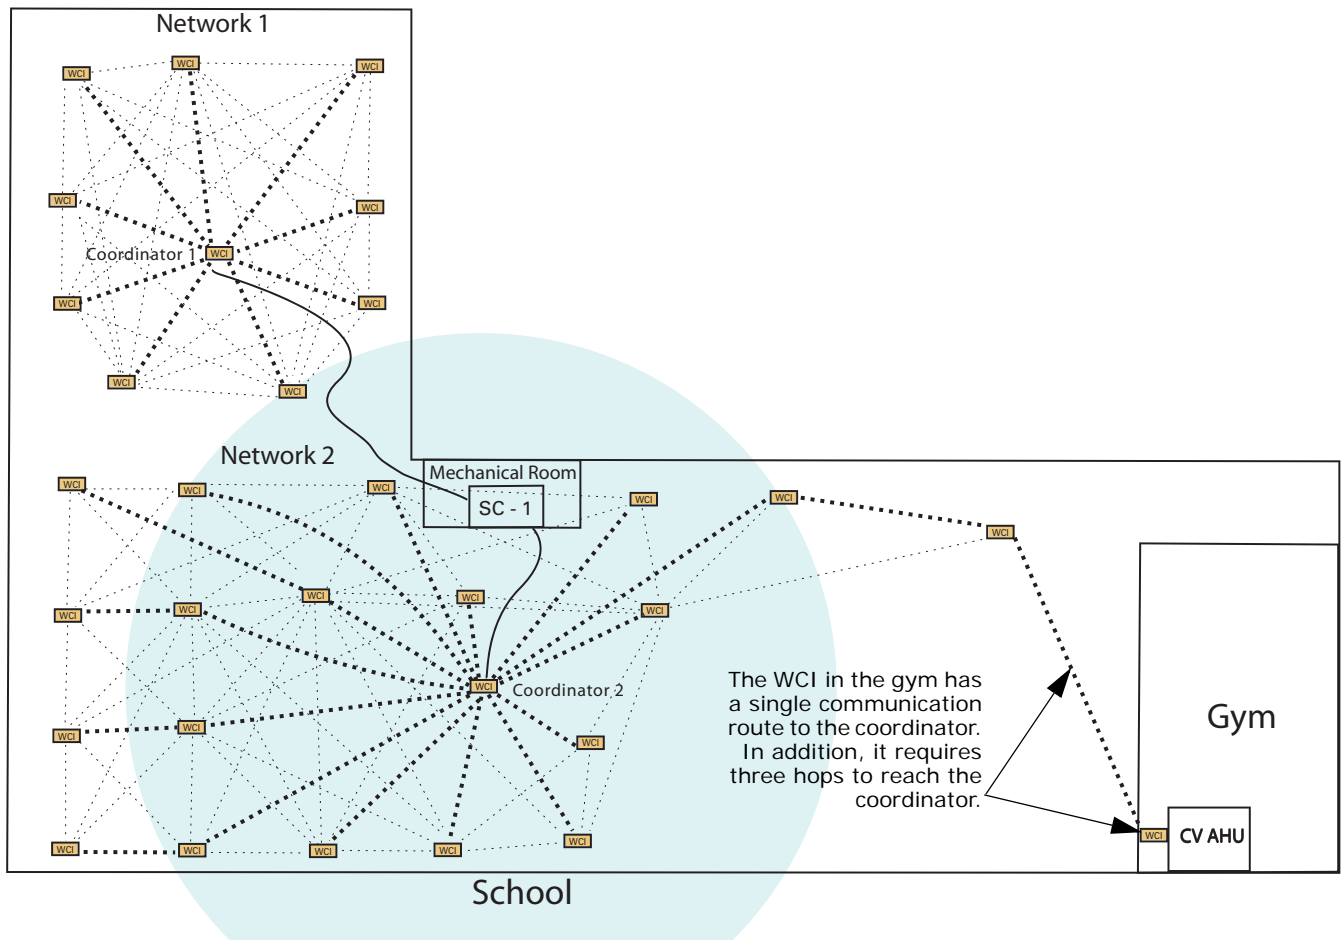 Network 1
WCI
WCI
WCI
WCI
WCI
Coordinator 1
WCI
WCI
WCI
WCI
WCI
Network 2
Mechanical Room
SC - 1
WCI
WCI
WCI
WCI
WCI
WCI
WCI
WCI
WCI
WCI
WCI
WCI
Coordinator 2
WCI
WCI
WCI
The WCI in the gym has
a single communication
route to the coordinator.
In addition, it requires
three hops to reach the
coordinator.
Gym
WCI
CV AHU
WCI
WCI
WCI
WCI
WCI
School